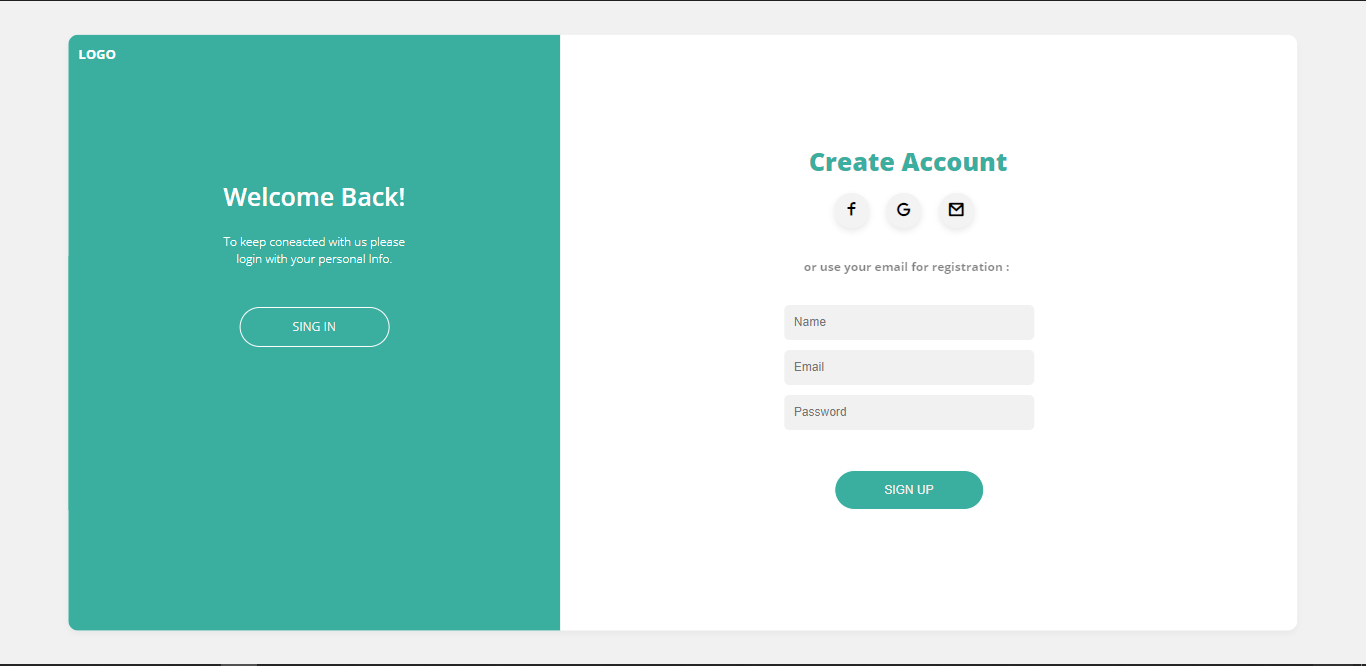 LOGO
Welcome Back!
To keep coneacted with us please
login with your personal Info.
SING IN
Create Account
or use your email for registration :
Name
Email
Password
SIGN UP